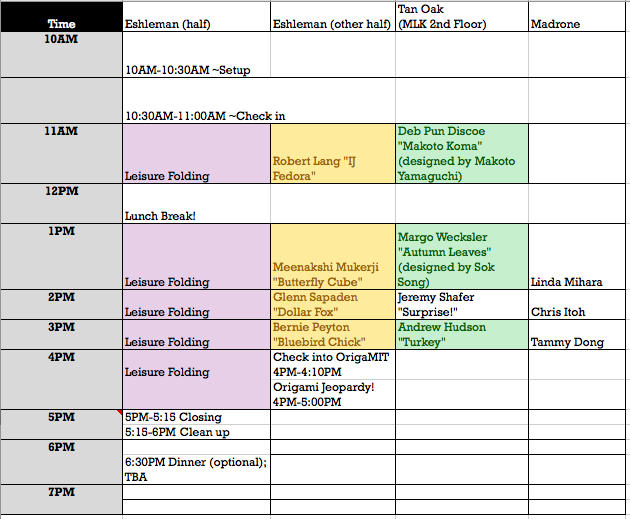 Time
Eshleman (half)
Eshleman (other half)
Tan Oak
(MLK 2nd Floor)
Madrone
10AM
10AM-10:30AM ~Setup
10:30AM-11:00AM ~Check in
11AM
Leisure Folding
Robert Lang "IJ
Fedora"
Deb Pun Discoe
"Makoto Koma"
(designed by Makoto
Yamaguchi)
12PM
Lunch Break!
1PM
Leisure Folding
Meenakshi Mukerji
"Butterfly Cube"
Margo Wecksler
"Autumn Leaves"
(designed by Sok
Song)
Linda Mihara
2PM
Leisure Folding
Glenn Sapaden
"Dollar Fox"
Jeremy Shafer
"Surprise!"
Chris Itoh
3PM
Leisure Folding
Bernie Peyton
"Bluebird Chick"
Andrew Hudson
"Turkey"
Tammy Dong
4PM
Leisure Folding
Check into OrigaMIT
4PM-4:10PM
Origami Jeopardy!
4PM-5:00PM
5PM
5PM-5:15 Closing
5:15-6PM Clean up
6PM
6:30PM Dinner (optional);
TBA
7PM